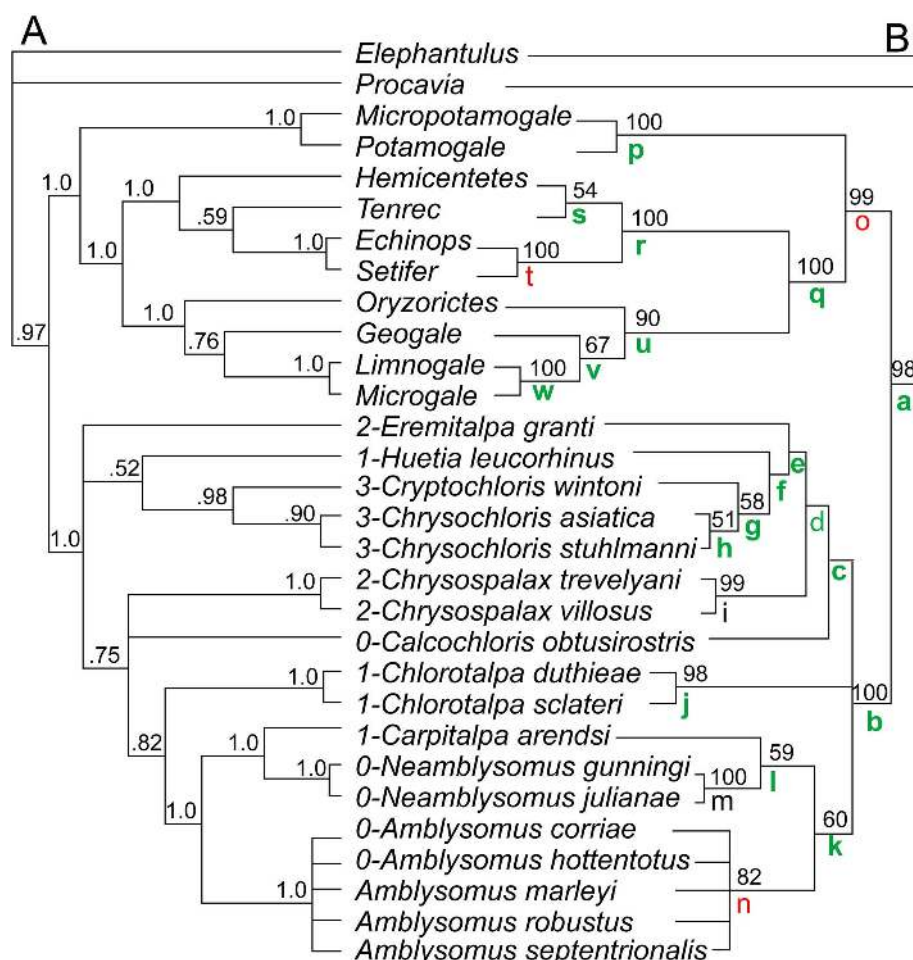 A B
Elephantulus
Procavia
1.0 Micropotamogale 100
Potamogale p
1.0 1.0 Hemicentetes 54 99
.59 Tenrec s 100 o
1.0 1.0 Echinops 100 r 100
Setifer t q
1.0 Oryzorictes 90
.97 .76 Geogale 67 u
1.0 Limnogale 100 v 98
Microgale w a
2-Eremitalpa granti
.52 1-Huetia leucorhinus e
.98 3-Cryptochloris wintoni 58 f
.90 3-Chrysochloris asiatica 51 g d
1.0 3-Chrysochloris stuhlmanni h
1.0 2-Chrysospalax trevelyani 99 c
2-Chrysospalax villosus i
.75 0-Calcochloris obtusirostris
1.0 1-Chlorotalpa duthieae 98 100
1-Chlorotalpa sclateri j b
.82 1.0 1-Carpitalpa arendsi 59
1.0 0-Neamblysomus gunningi 100 l
1.0 0-Neamblysomus julianae m 60
0-Amblysomus corriae k
0-Amblysomus hottentotus 82
1.0 Amblysomus marleyi n
Amblysomus robustus
Amblysomus septentrionalis